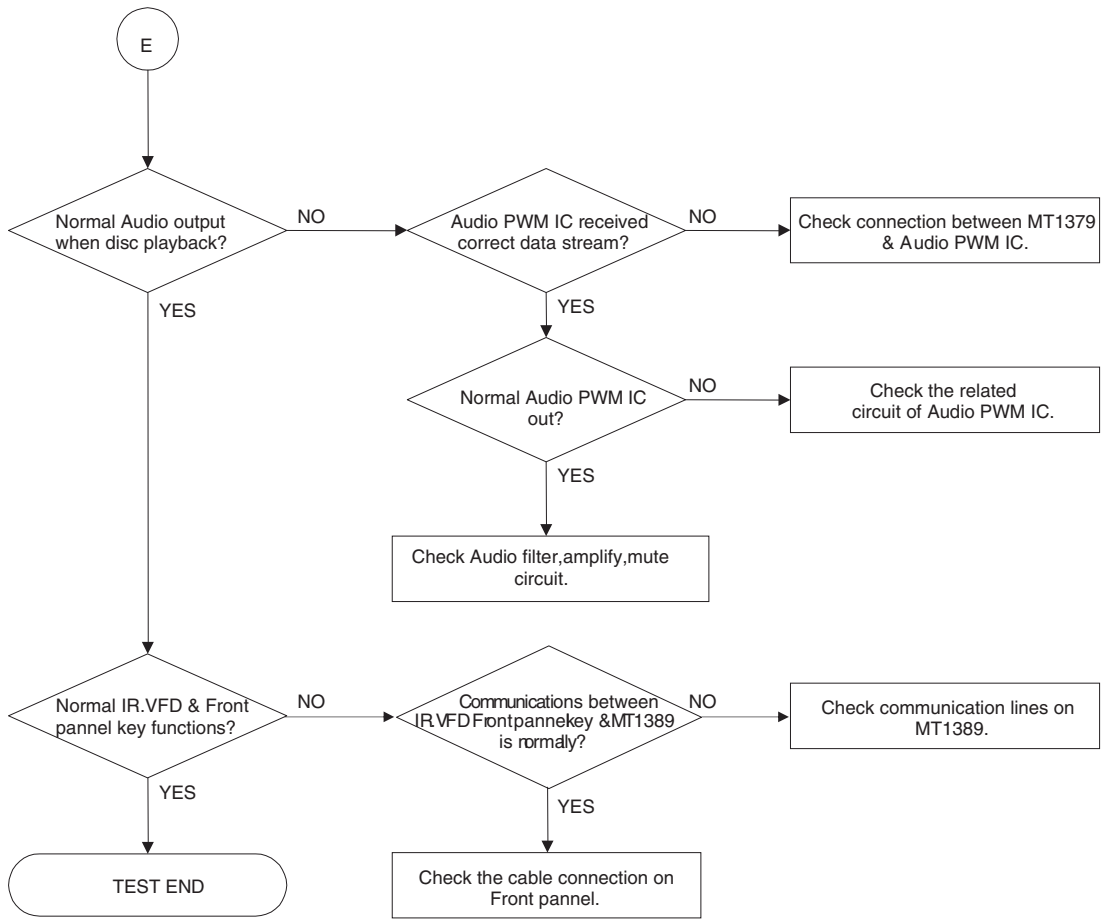 E
Normal Audio output
when disc playback?
NO
Audio PWM IC received
correct data stream?
NO
Check connection between MT1379
& Audio PWM IC.
YES
YES
Normal Audio PWM IC
out?
NO
Check the related
circuit of Audio PWM IC.
YES
Check Audio filter,amplify,mute
circuit.
Normal IR.VFD & Front
pannel key functions?
NO
Communications between
IR.VFD Front pannel key & MT1389
is normally?
NO
Check communication lines on
MT1389.
YES
YES
TEST END
Check the cable connection on
Front pannel.